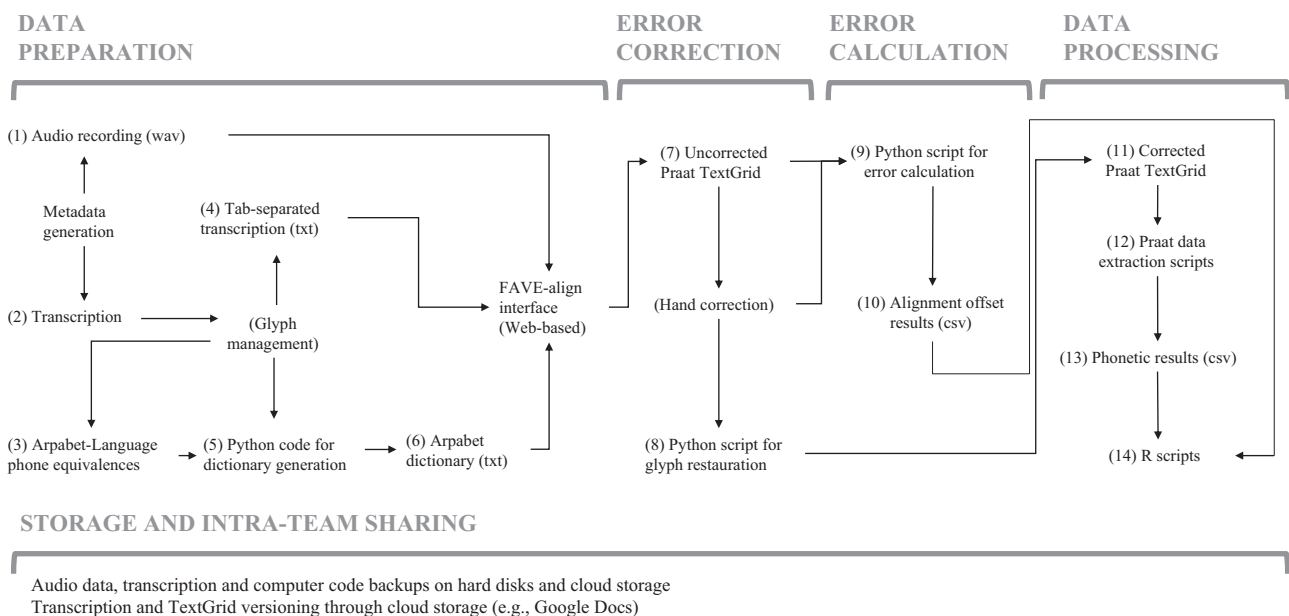 DATA
PREPARATION
ERROR
CORRECTION
ERROR
CALCULATION
DATA
PROCESSING
(1) Audio recording (wav)
Metadata
generation
(2) Transcription
(3) Arpabet-Language
phone equivalences
(4) Tab-separated
transcription (txt)
(Glyph
management)
(5) Python code for
dictionary generation
(6) Arpabet
dictionary (txt)
FAVE-align
interface
(Web-based)
(7) Uncorrected
Praat TextGrid
(Hand correction)
(8) Python script for
glyph restauration
(9) Python script for
error calculation
(10) Alignment offset
results (csv)
(11) Corrected
Praat TextGrid
(12) Praat data
extraction scripts
(13) Phonetic results (csv)
(14) R scripts
STORAGE AND INTRA-TEAM SHARING
Audio data, transcription and computer code backups on hard disks and cloud storage
Transcription and TextGrid versioning through cloud storage (e.g., Google Docs)